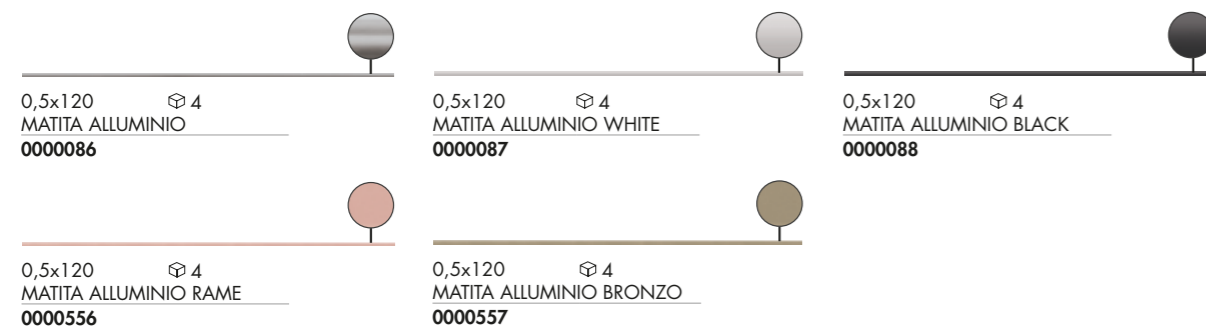 0,5x120 4
MATITA ALLUMINIO
0000086
0,5x120 4
MATITA ALLUMINIO WHITE
0000087
0,5x120 4
MATITA ALLUMINIO BLACK
0000088
0,5x120 4
MATITA ALLUMINIO RAME
0000556
0,5x120 4
MATITA ALLUMINIO BRONZO
0000557